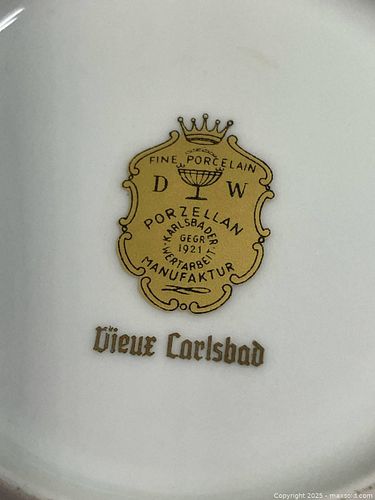 FINE PORCELAIN
D W
PORZELLAN
KARLSBADER
GEGR.
1921
WERTARBEIT
MANUFAKTUR
Vieux Carlsbad
Copyright 2025 - maxsold.com